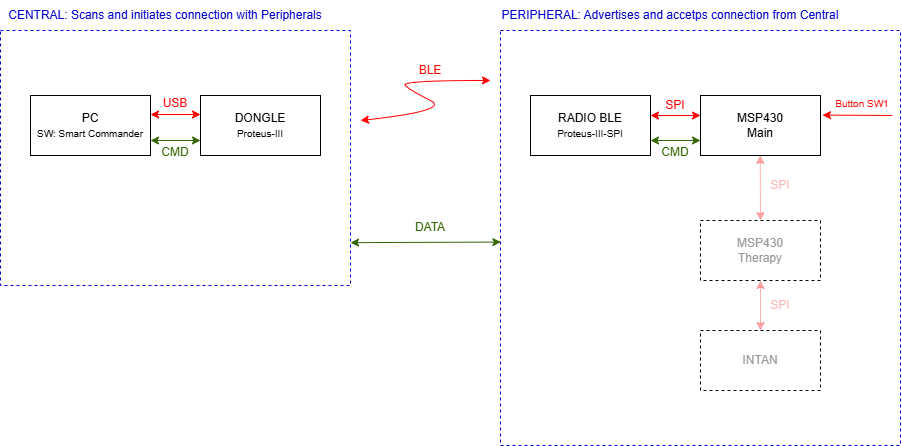 CENTRAL: Scans and initiates connection with Peripherals
PERIPHERAL: Advertises and accetps connection from Central
BLE
PC
SW: Smart Commander
USB
CMD
DONGLE
Proteus-III
RADIO BLE
Proteus-III-SPI
SPI
CMD
MSP430
Main
Button SW1
SPI
DATA
MSP430
Therapy
SPI
INTAN